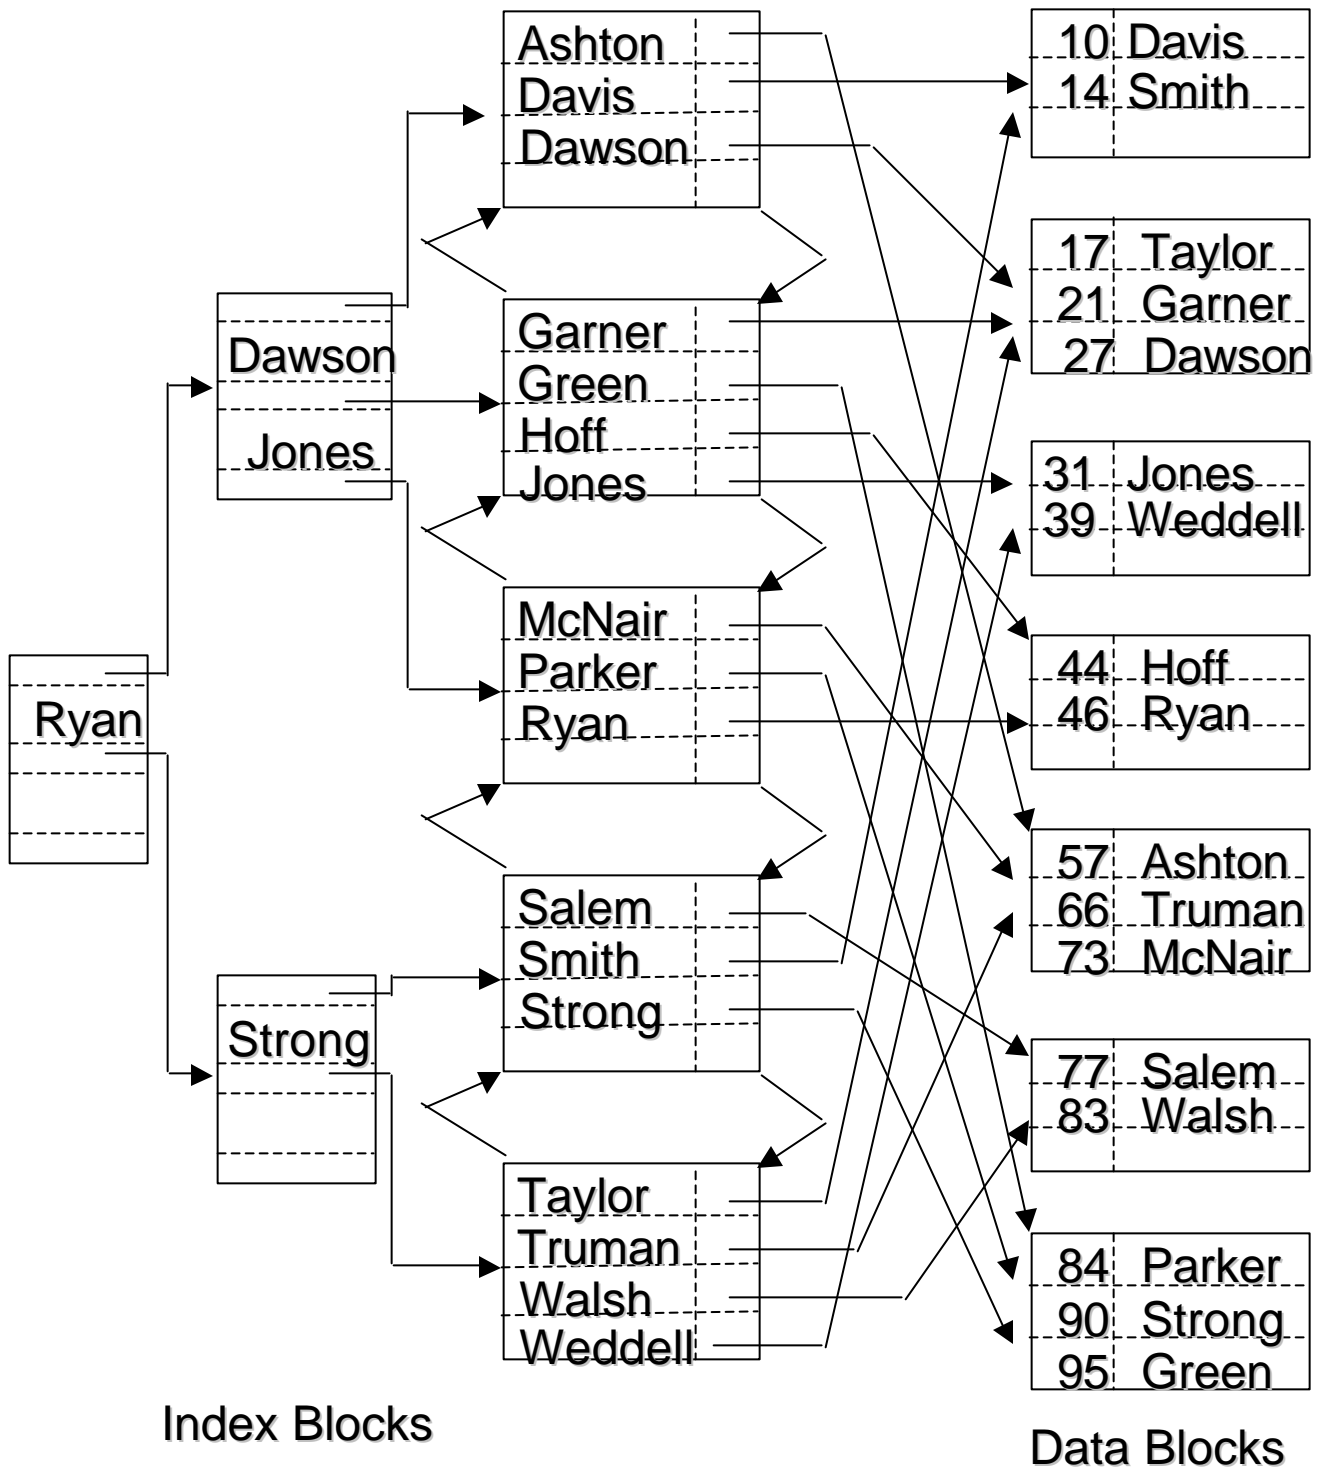 Ryan
Dawson
Jones
Strong
Ashton
Davis
Dawson
Garner
Green
Hoff
Jones
McNair
Parker
Ryan
Salem
Smith
Strong
Taylor
Truman
Walsh
Weddell
10 Davis
14 Smith
17 Taylor
21 Garner
27 Dawson
31 Jones
39 Weddell
44 Hoff
46 Ryan
57 Ashton
66 Truman
73 McNair
77 Salem
83 Walsh
84 Parker
90 Strong
95 Green
Index Blocks
Data Blocks